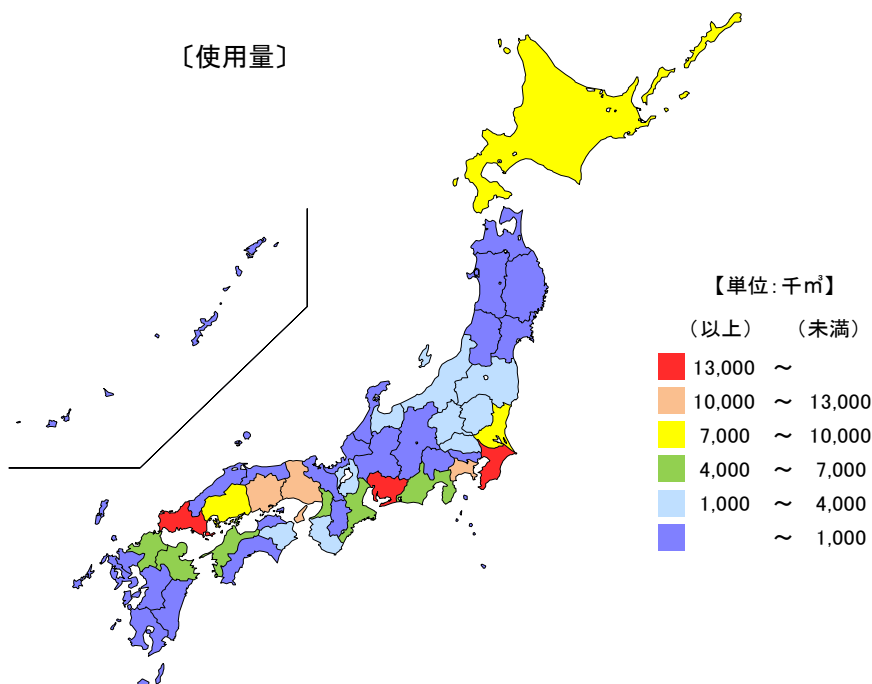 〔使用量〕
【単位:千㎥】
（以上） （未満）
13,000 ～
10,000 ～ 13,000
7,000 ～ 10,000
4,000 ～ 7,000
1,000 ～ 4,000
～ 1,000